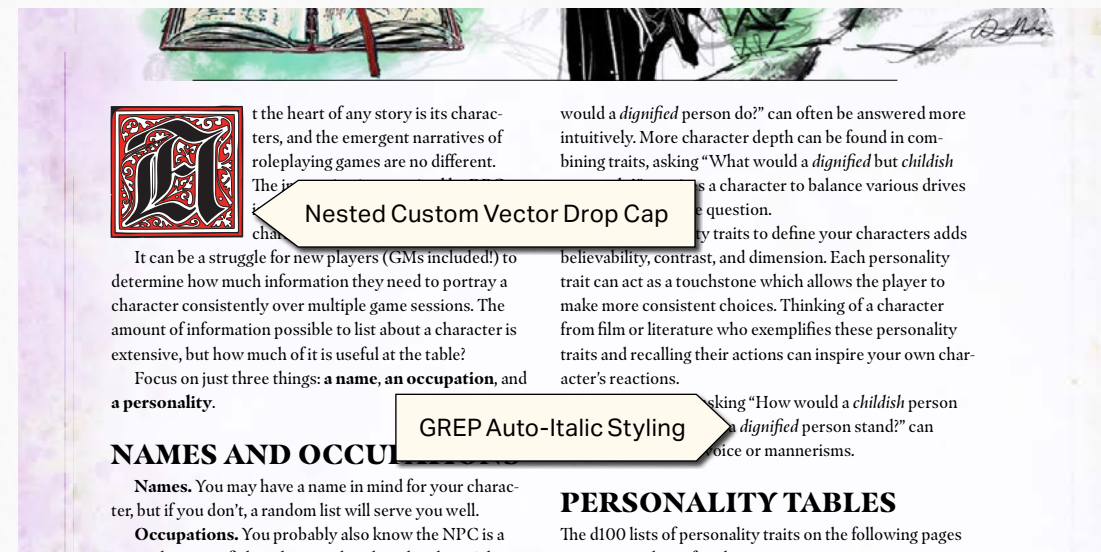 At the heart of any story is its charac-
ters, and the emergent narratives of
roleplaying games are no different.
The
Nested Custom Vector Drop Cap
It can be a struggle for new players (GMs included!) to
determine how much information they need to portray a
character consistently over multiple game sessions. The
amount of information possible to list about a character is
extensive, but how much of it is useful at the table?
Focus on just three things: a name, an occupation, and
a personality.
NAMES AND
Names. You may have a name in mind for your charac-
ter, but if you don't, a random list will serve you well.
Occupations. You probably also know the NPC is a
would a dignified person do?” can often be answered more
intuitively. More character depth can be found in com-
bining traits, asking “What would a dignified but childish
a character to balance various drives
question.
traits to define your characters adds
believability, contrast, and dimension. Each personality
trait can act as a touchstone which allows the player to
make more consistent choices. Thinking of a character
from film or literature who exemplifies these personality
traits and recalling their actions can inspire your own char-
acter's reactions.
“How would a childish person
GREP Auto-Italic Styling
dignified person stand?” can
or mannerisms.
PERSONALITY TABLES
The d100 lists of personality traits on the following pages